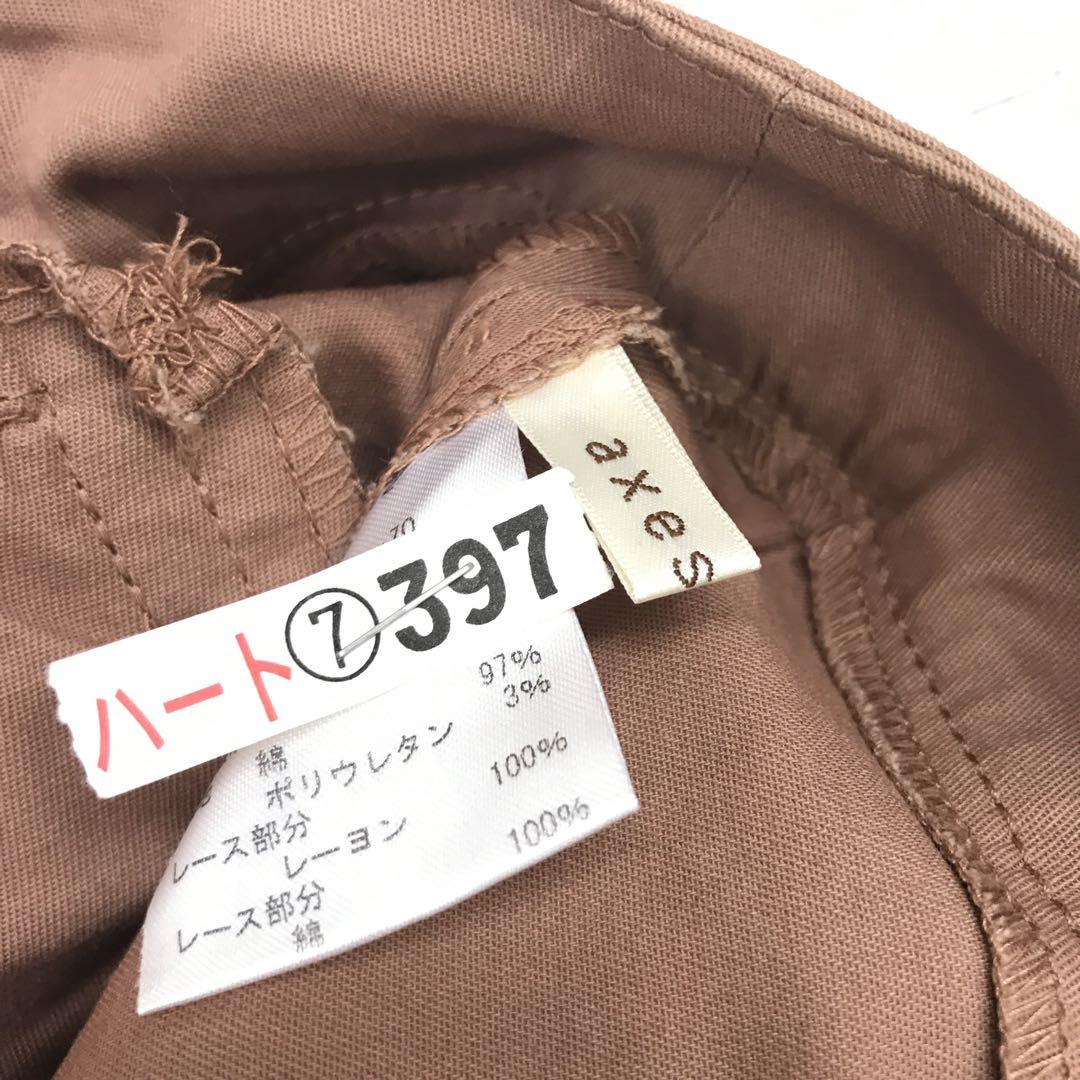 axes
ハート⑦397
綿 97%
ポリウレタン 3%
レース部分
レーヨン 100%
レース部分
綿 100%